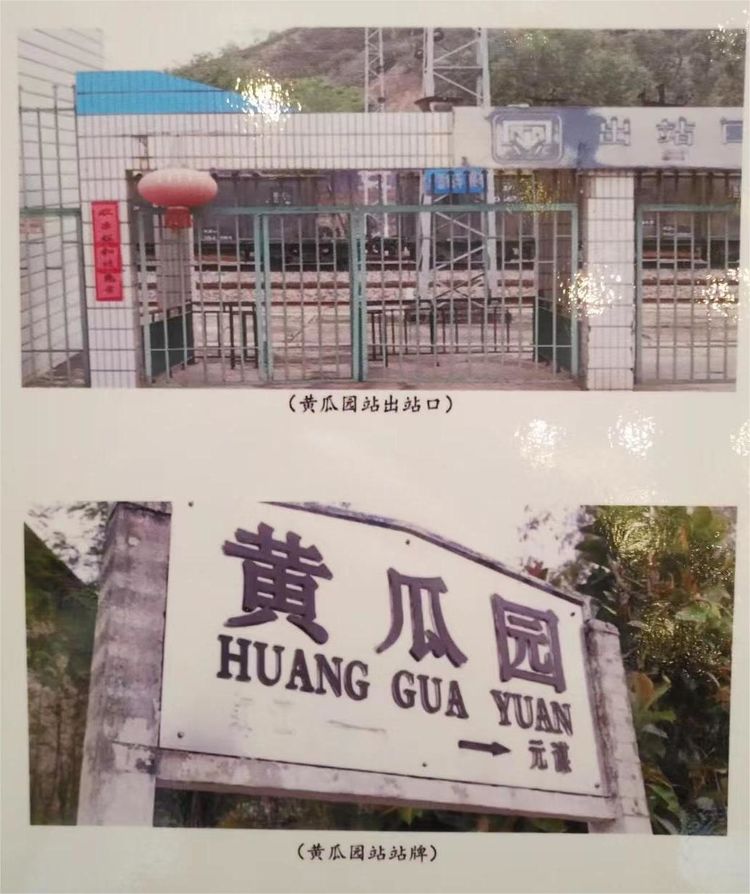 出站口
（黄瓜园站出站口）
黄瓜园
HUANG GUA YUAN
→ 元谋
（黄瓜园站站牌）